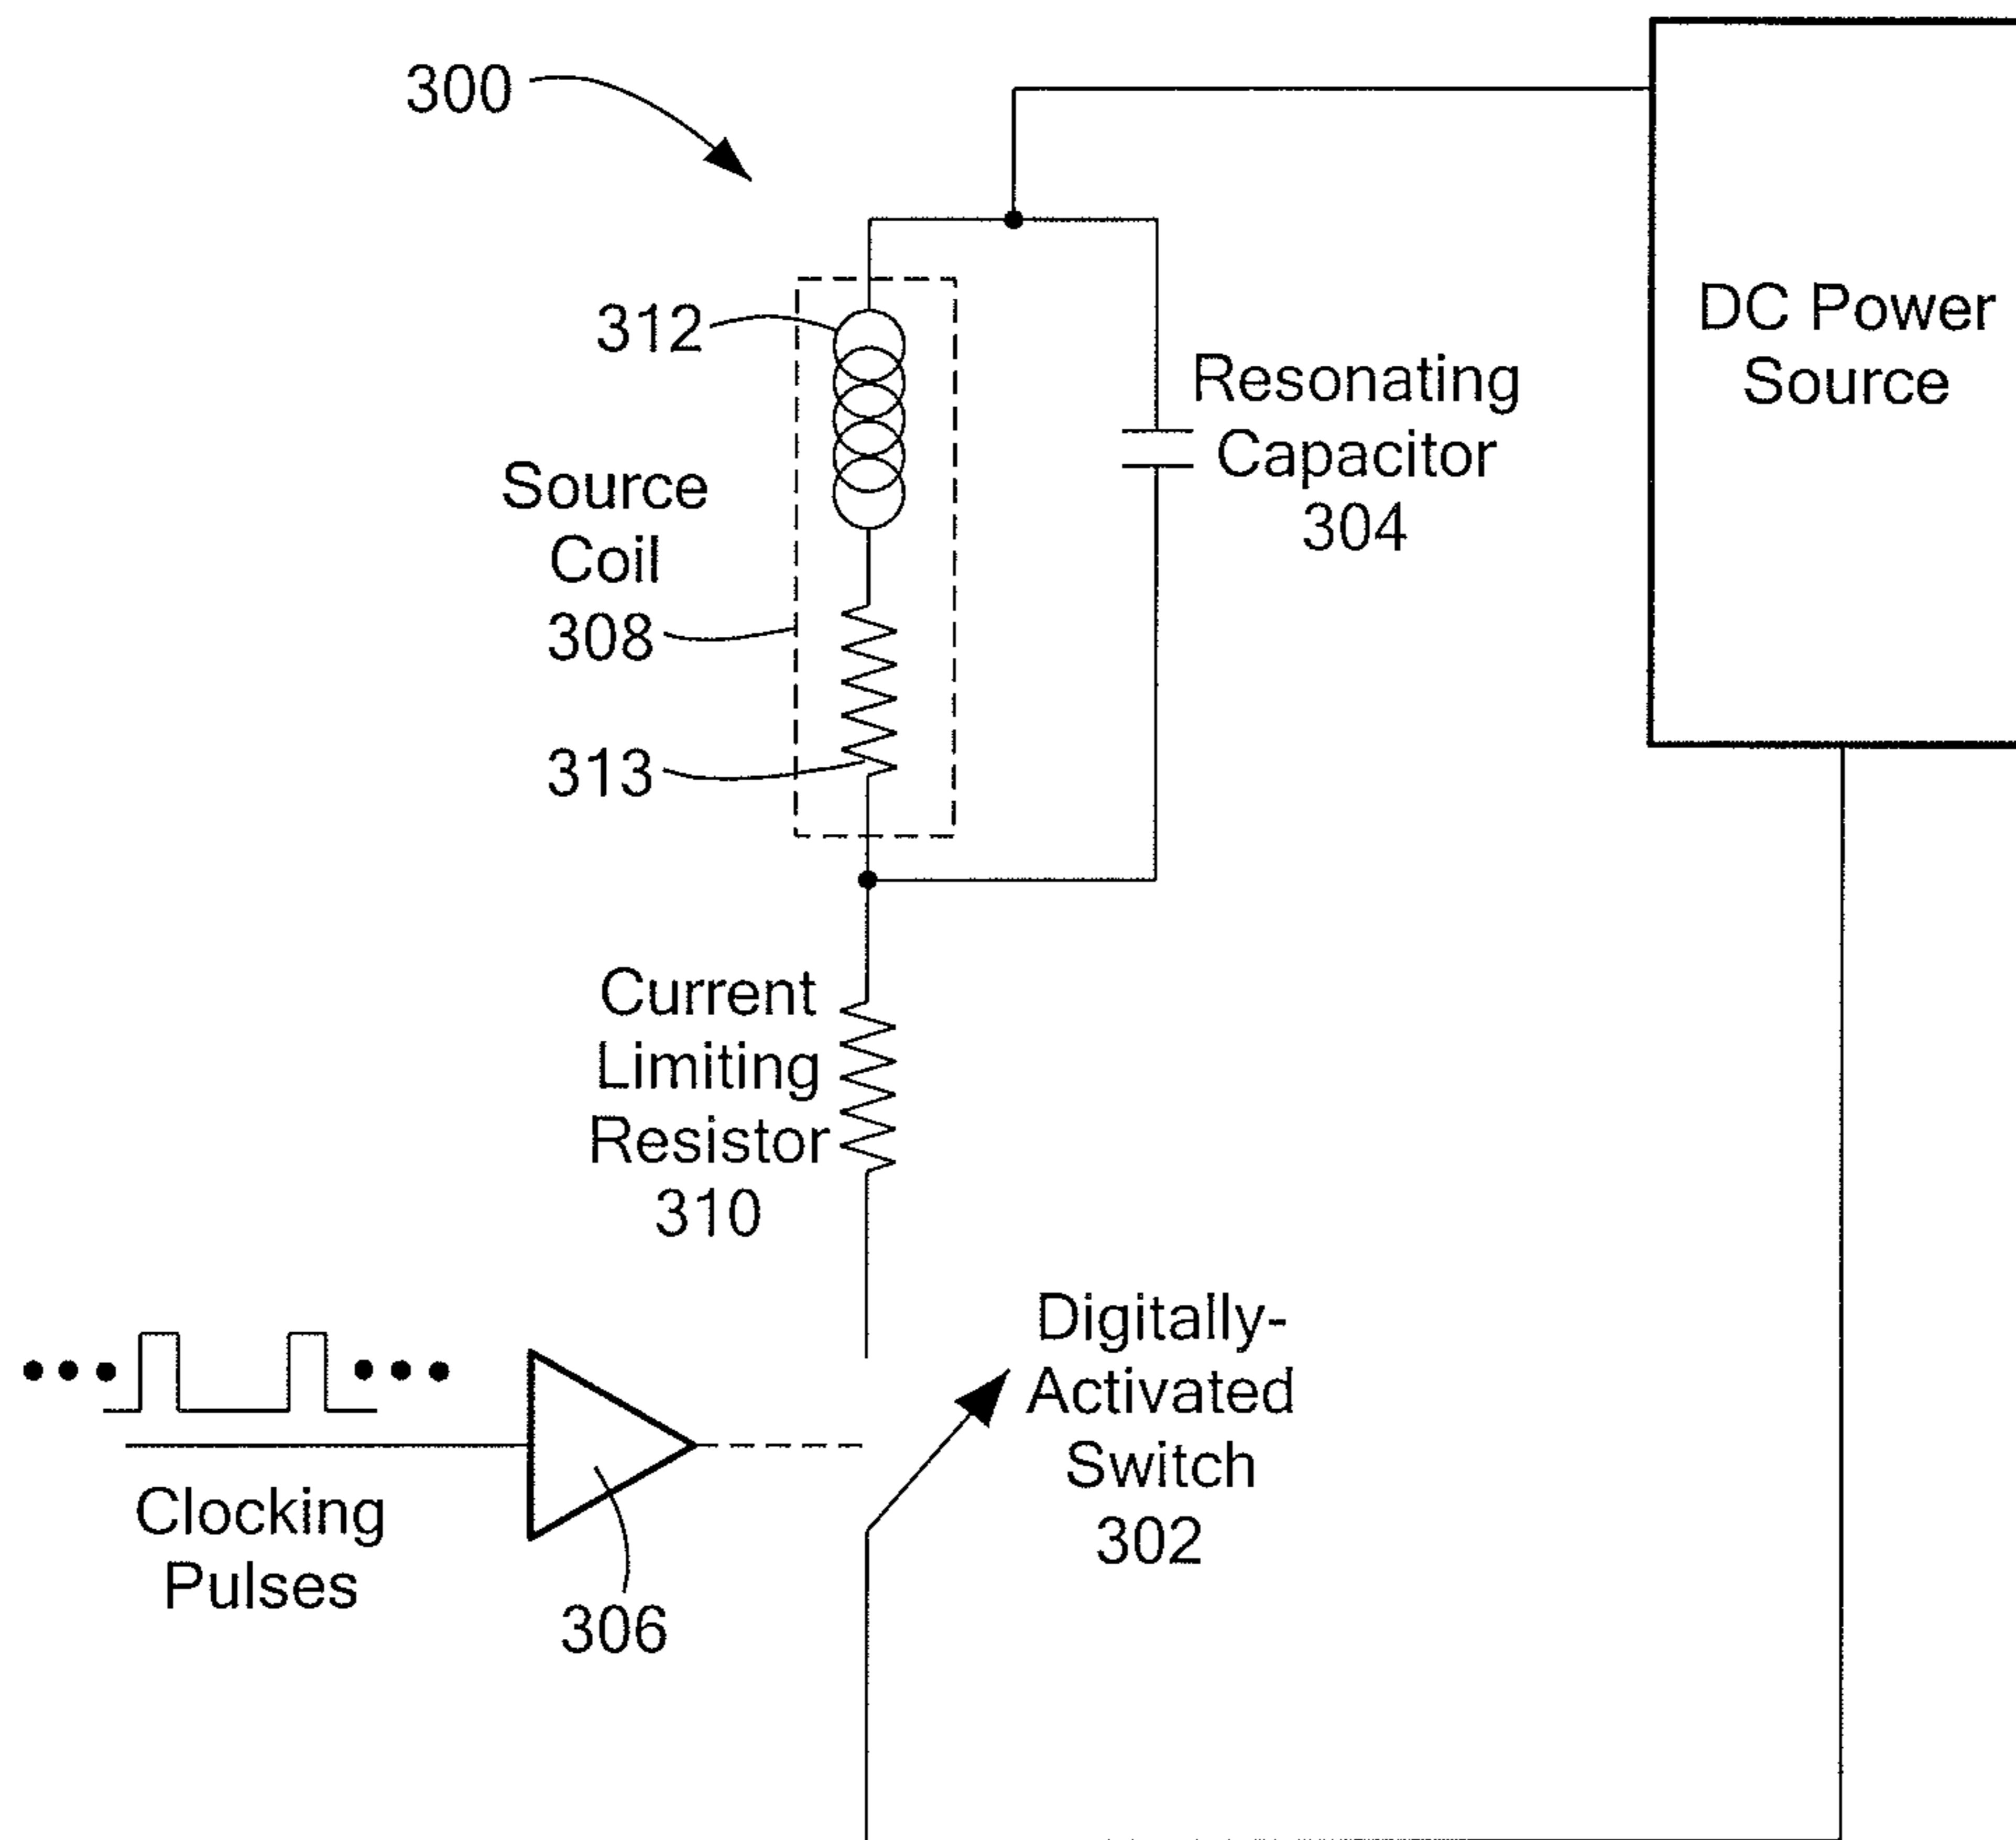 300
DC Power
Source
312
Resonating
Capacitor
304
Source
Coil
308
313
Current
Limiting
Resistor
310
Digitally-
Activated
Switch
302
Clocking
Pulses
306